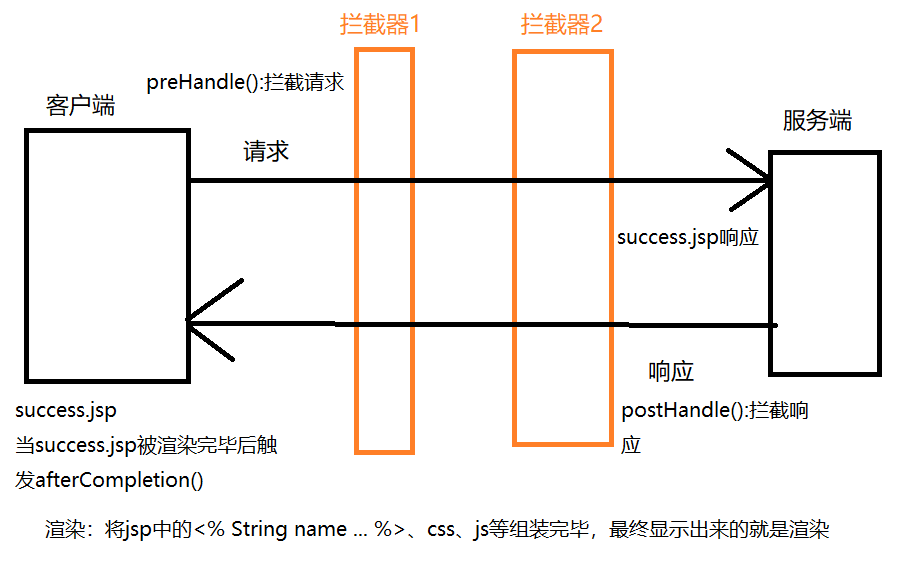 拦截器1
拦截器2
preHandle():拦截请求
客户端
服务端
请求
success.jsp响应
响应
success.jsp
当success.jsp被渲染完毕后触
发afterCompletion()
postHandle():拦截响
应
渲染：将jsp中的<% String name ... %>、css、js等组装完毕，最终显示出来的就是渲染